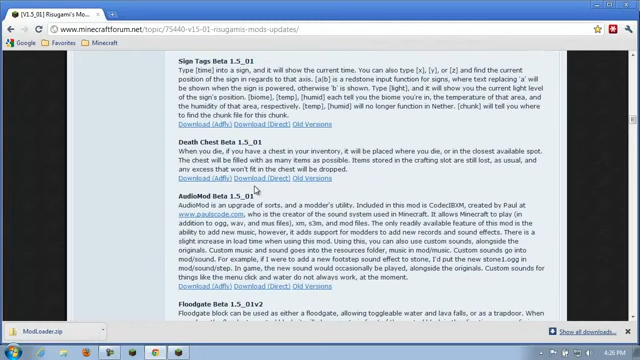 [V1.5_01] Risugami's Mo...
www.minecraftforum.net/topic/75440-v15-01-risugamis-mods-updates/
Google Favorites Minecraft
Sign Tags Beta 1.5_01
Type [time] into a sign, and it will show the current time. You can also type [x], [y], or [z] and find the current
position of the sign in regards to that axis. [a|b] is a redstone input function for signs, where text replacing 'a' will
be shown when the sign is powered, otherwise 'b' is shown. Type [light], and it will show you the current light level
of the sign's position. [biome], [temp], [humid] each tell you the biome you're in, the temperature of that area, and
the humidity of that area, respectively. [temp], [humid] will no longer function in Nether. [chunk] will tell you where
to find the chunk file for this chunk.
Download (Adfly) Download (Direct) Old Versions
Death Chest Beta 1.5_01
When you die, if you have a chest in your inventory, it will be placed where you die, or in the closest available spot.
The chest will be filled with as many items as possible. Items stored in the crafting slot are still lost, as usual, and
any excess that won't fit in the chest will be dropped.
Download (Adfly) Download (Direct) Old Versions
AudioMod Beta 1.5_01
AudioMod is an upgrade of sorts, and a modder's utility. Included in this mod is CodecIBXM, created by Paul at
www.paulscode.com, who is the creator of the sound system used in Minecraft. It allows Minecraft to play (in
addition to ogg, wav, and mus files), xm, s3m, and mod files. The only readily available feature of this mod is the
ability to add new music, however, it adds support for modders to add new records and sound effects. There is a
slight increase in load time when using this mod. Using this, you can also use custom sounds, alongside the
originals. Custom music and sound goes into the resources folder, music in mod/music. Custom sounds go into
mod/sound. For example, if I were to add a new footstep sound effect to stone, I'd put the new stone1.ogg in
mod/sound/step. In game, the new sound would occasionally be played, alongside the originals. Custom sounds for
things like the menu click and water do not always work, at the moment.
Download (Adfly) Download (Direct) Old Versions
Floodgate Beta 1.5_01v2
Floodgate block can be used as either a floodgate, allowing toggleable water and lava falls, or as a trapdoor. When
ModLoader.zip
Show all downloads...
4:26 PM